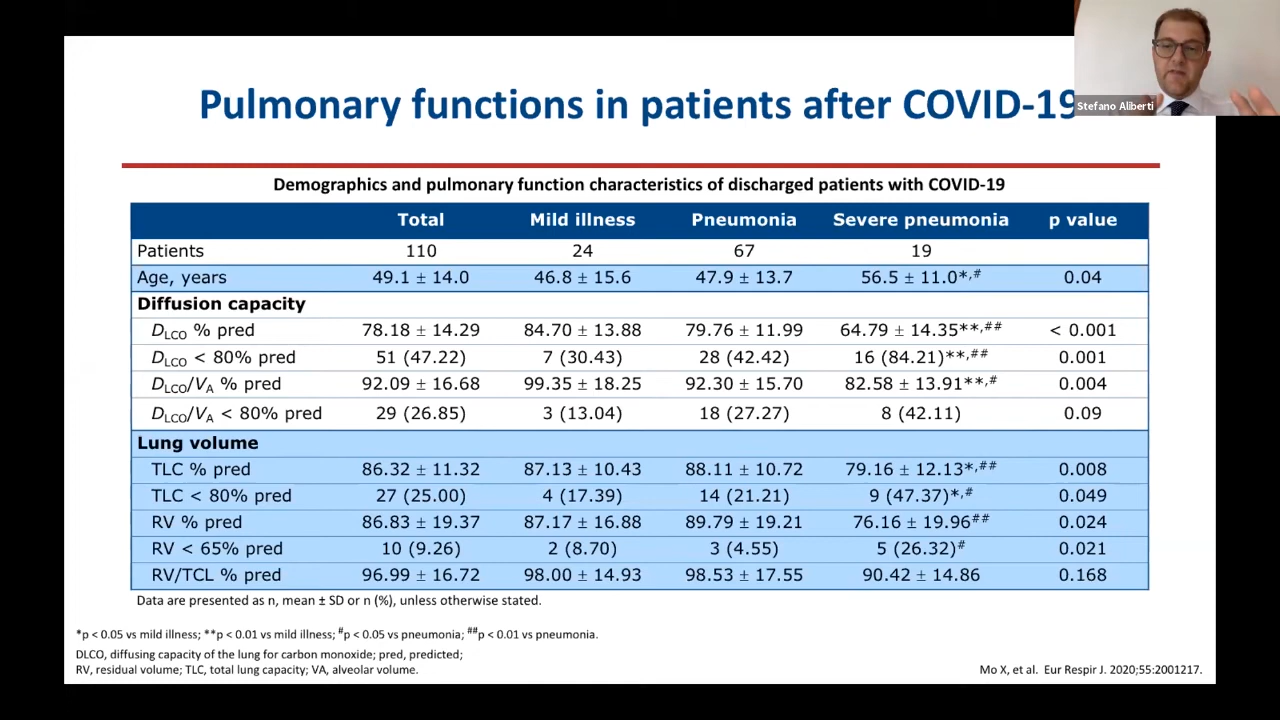 Pulmonary functions in patients after COVID-19
Stefano Aliberti
Demographics and pulmonary function characteristics of discharged patients with COVID-19
Total Mild illness Pneumonia Severe pneumonia p value
Patients 110 24 67 19
Age, years 49.1 ± 14.0 46.8 ± 15.6 47.9 ± 13.7 56.5 ± 11.0*,# 0.04
Diffusion capacity
DLCO % pred 78.18 ± 14.29 84.70 ± 13.88 79.76 ± 11.99 64.79 ± 14.35**,## < 0.001
DLCO < 80% pred 51 (47.22) 7 (30.43) 28 (42.42) 16 (84.21)**,## 0.001
DLCO/VA % pred 92.09 ± 16.68 99.35 ± 18.25 92.30 ± 15.70 82.58 ± 13.91**,# 0.004
DLCO/VA < 80% pred 29 (26.85) 3 (13.04) 18 (27.27) 8 (42.11) 0.09
Lung volume
TLC % pred 86.32 ± 11.32 87.13 ± 10.43 88.11 ± 10.72 79.16 ± 12.13*,## 0.008
TLC < 80% pred 27 (25.00) 4 (17.39) 14 (21.21) 9 (47.37)*,# 0.049
RV % pred 86.83 ± 19.37 87.17 ± 16.88 89.79 ± 19.21 76.16 ± 19.96## 0.024
RV < 65% pred 10 (9.26) 2 (8.70) 3 (4.55) 5 (26.32)# 0.021
RV/TCL % pred 96.99 ± 16.72 98.00 ± 14.93 98.53 ± 17.55 90.42 ± 14.86 0.168
Data are presented as n, mean ± SD or n (%), unless otherwise stated.
*p < 0.05 vs mild illness; **p < 0.01 vs mild illness; #p < 0.05 vs pneumonia; ##p < 0.01 vs pneumonia.
DLCO, diffusing capacity of the lung for carbon monoxide; pred, predicted;
RV, residual volume; TLC, total lung capacity; VA, alveolar volume.
Mo X, et al. Eur Respir J. 2020;55:2001217.